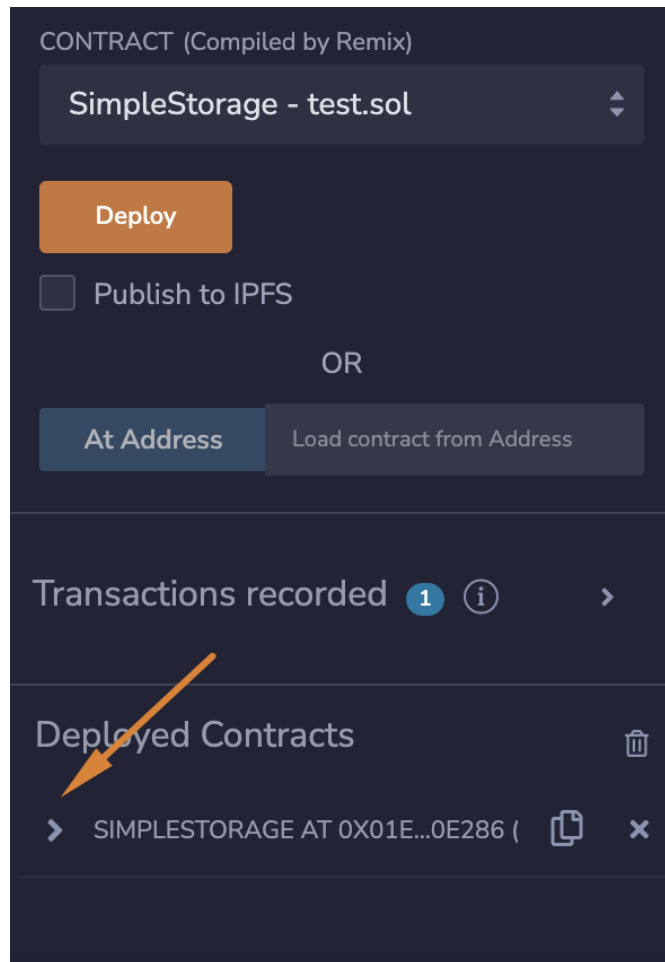 CONTRACT (Compiled by Remix)
SimpleStorage - test.sol
Deploy
Publish to IPFS
OR
At Address Load contract from Address
Transactions recorded 1 i
Deployed Contracts
SIMPLESTORAGE AT 0X01E...0E286 (